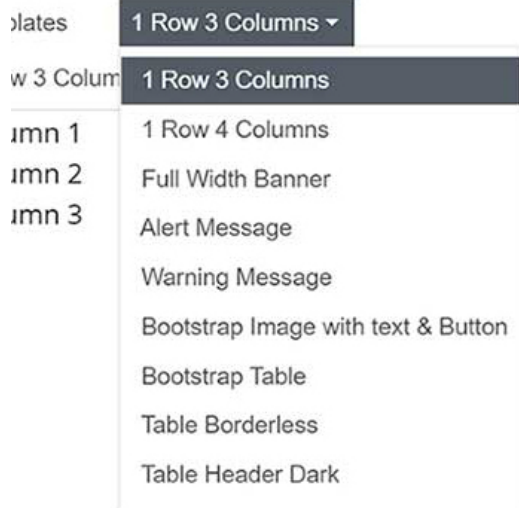 plates 1 Row 3 Columns
w 3 Colum 1 Row 3 Columns
umn 1 1 Row 4 Columns
umn 2 Full Width Banner
umn 3 Alert Message
Warning Message
Bootstrap Image with text & Button
Bootstrap Table
Table Borderless
Table Header Dark